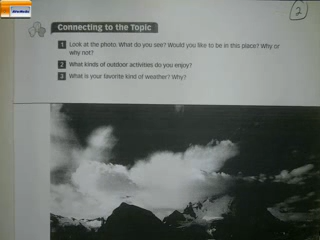 2
Connecting to the Topic
1 Look at the photo. What do you see? Would you like to be in this place? Why or
why not?
2 What kinds of outdoor activities do you enjoy?
3 What is your favorite kind of weather? Why?